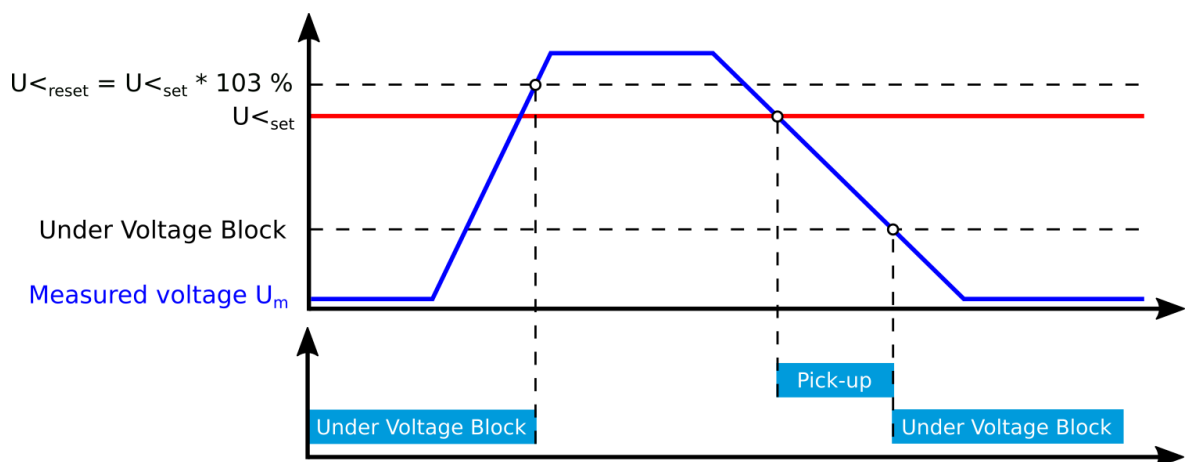 U<reset = U<set * 103 %
U<set
Under Voltage Block
Measured voltage Um
Pick-up
Under Voltage Block
Under Voltage Block